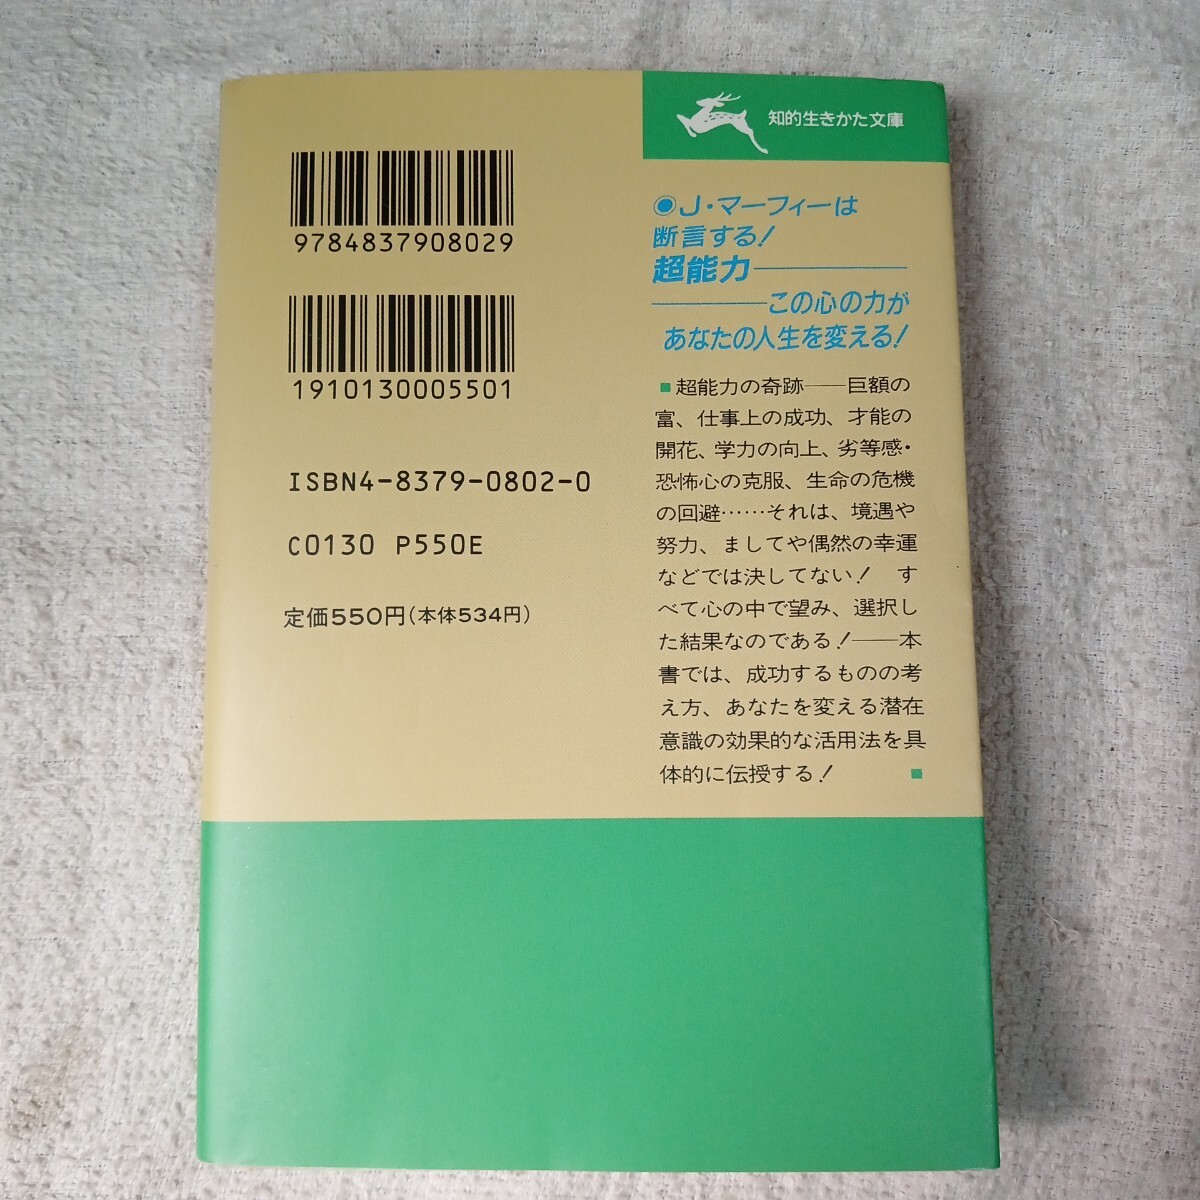 知的生きかた文庫
9784837908029
1910130005501
ISBN4-8379-0802-0
C0130 P550E
定価550円(本体534円)
◉J・マーフィーは
断言する!
超能力――
――この心の力が
あなたの人生を変える!
■超能力の奇跡――巨額の
富、仕事上の成功、才能の
開花、学力の向上、劣等感・
恐怖心の克服、生命の危機
の回避……それは、境遇や
努力、ましてや偶然の幸運
などでは決してない! す
べて心の中で望み、選択し
た結果なのである!――本
書では、成功するものの考
え方、あなたを変える潜在
意識の効果的な活用法を具
体的に伝授する! ■